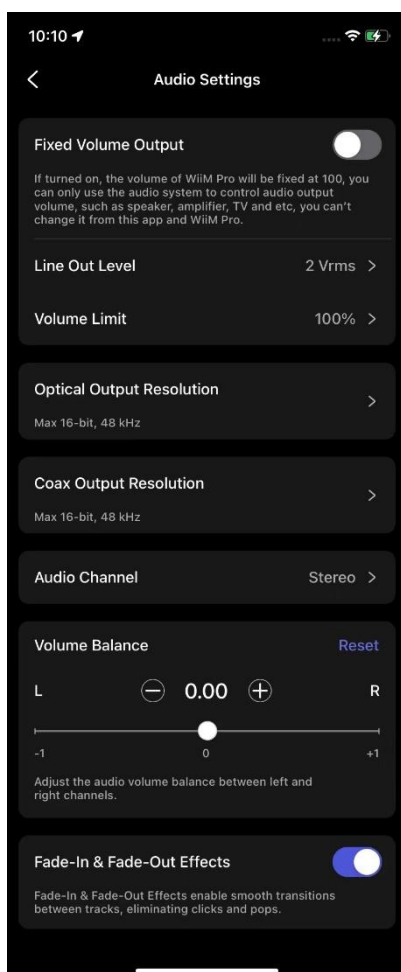 10:10
Audio Settings
Fixed Volume Output
If turned on, the volume of WiiM Pro will be fixed at 100, you
can only use the audio system to control audio output
volume, such as speaker, amplifier, TV and etc, you can't
change it from this app and WiiM Pro.
Line Out Level 2 Vrms >
Volume Limit 100% >
Optical Output Resolution >
Max 16-bit, 48 kHz
Coax Output Resolution >
Max 16-bit, 48 kHz
Audio Channel Stereo >
Volume Balance Reset
L 0.00 R
-1 0 +1
Adjust the audio volume balance between left and
right channels.
Fade-In & Fade-Out Effects
Fade-In & Fade-Out Effects enable smooth transitions
between tracks, eliminating clicks and pops.